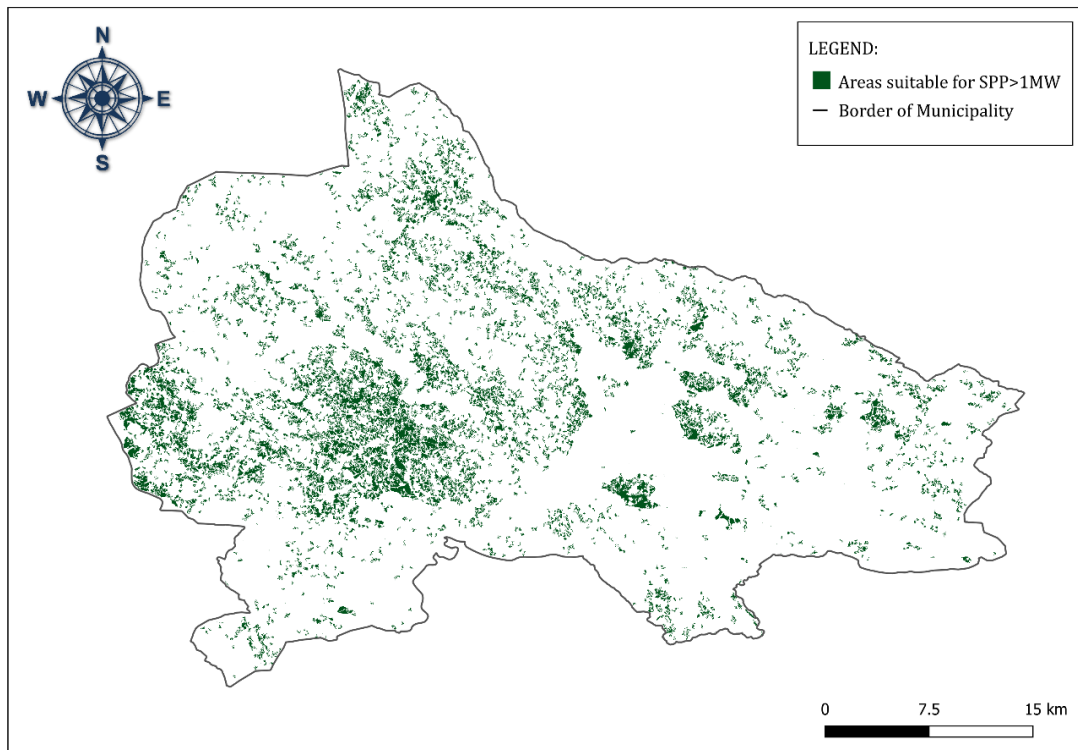 N
W E
S
LEGEND:
Areas suitable for SPP>1MW
Border of Municipality
0 7.5 15 km